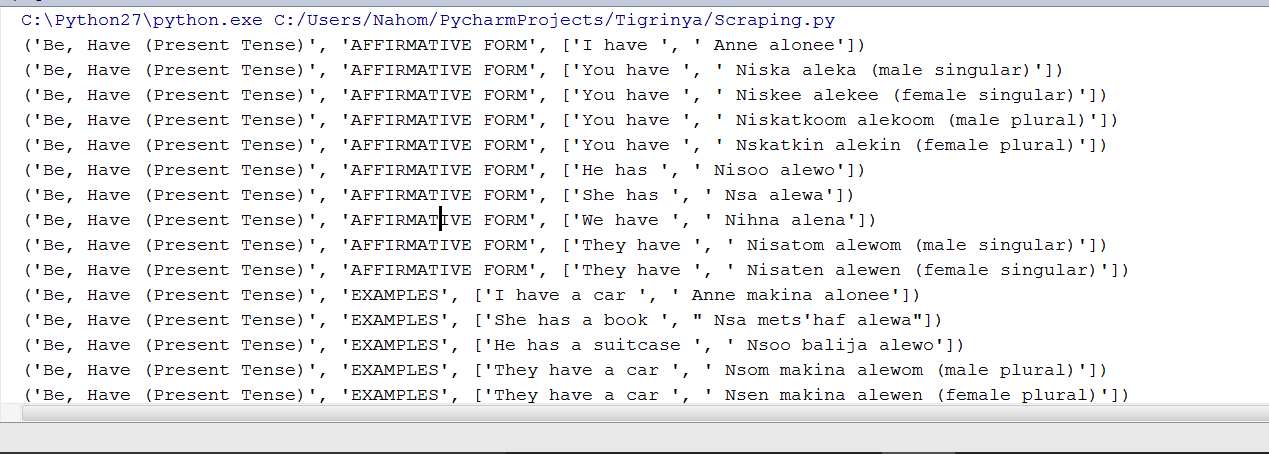 C:\Python27\python.exe C:/Users/Nahom/PycharmProjects/Tigrinya/Scraping.py
('Be, Have (Present Tense)', 'AFFIRMATIVE FORM', ['I have ', ' Anne alonee'])
('Be, Have (Present Tense)', 'AFFIRMATIVE FORM', ['You have ', ' Niska aleka (male singular)'])
('Be, Have (Present Tense)', 'AFFIRMATIVE FORM', ['You have ', ' Niskee alekee (female singular)'])
('Be, Have (Present Tense)', 'AFFIRMATIVE FORM', ['You have ', ' Niskatkoom alekoom (male plural)'])
('Be, Have (Present Tense)', 'AFFIRMATIVE FORM', ['You have ', ' Nskatkin alekin (female plural)'])
('Be, Have (Present Tense)', 'AFFIRMATIVE FORM', ['He has ', ' Nisoo alewo'])
('Be, Have (Present Tense)', 'AFFIRMATIVE FORM', ['She has ', ' Nsa alewa'])
('Be, Have (Present Tense)', 'AFFIRMATIVE FORM', ['We have ', ' Nihna alena'])
('Be, Have (Present Tense)', 'AFFIRMATIVE FORM', ['They have ', ' Nisatom alewom (male singular)'])
('Be, Have (Present Tense)', 'AFFIRMATIVE FORM', ['They have ', ' Nisaten alewen (female singular)'])
('Be, Have (Present Tense)', 'EXAMPLES', ['I have a car ', ' Anne makina alonee'])
('Be, Have (Present Tense)', 'EXAMPLES', ['She has a book ', " Nsa mets'haf alewa"])
('Be, Have (Present Tense)', 'EXAMPLES', ['He has a suitcase ', ' Nsoo balija alewo'])
('Be, Have (Present Tense)', 'EXAMPLES', ['They have a car ', ' Nsom makina alewom (male plural)'])
('Be, Have (Present Tense)', 'EXAMPLES', ['They have a car ', ' Nsen makina alewen (female plural)'])